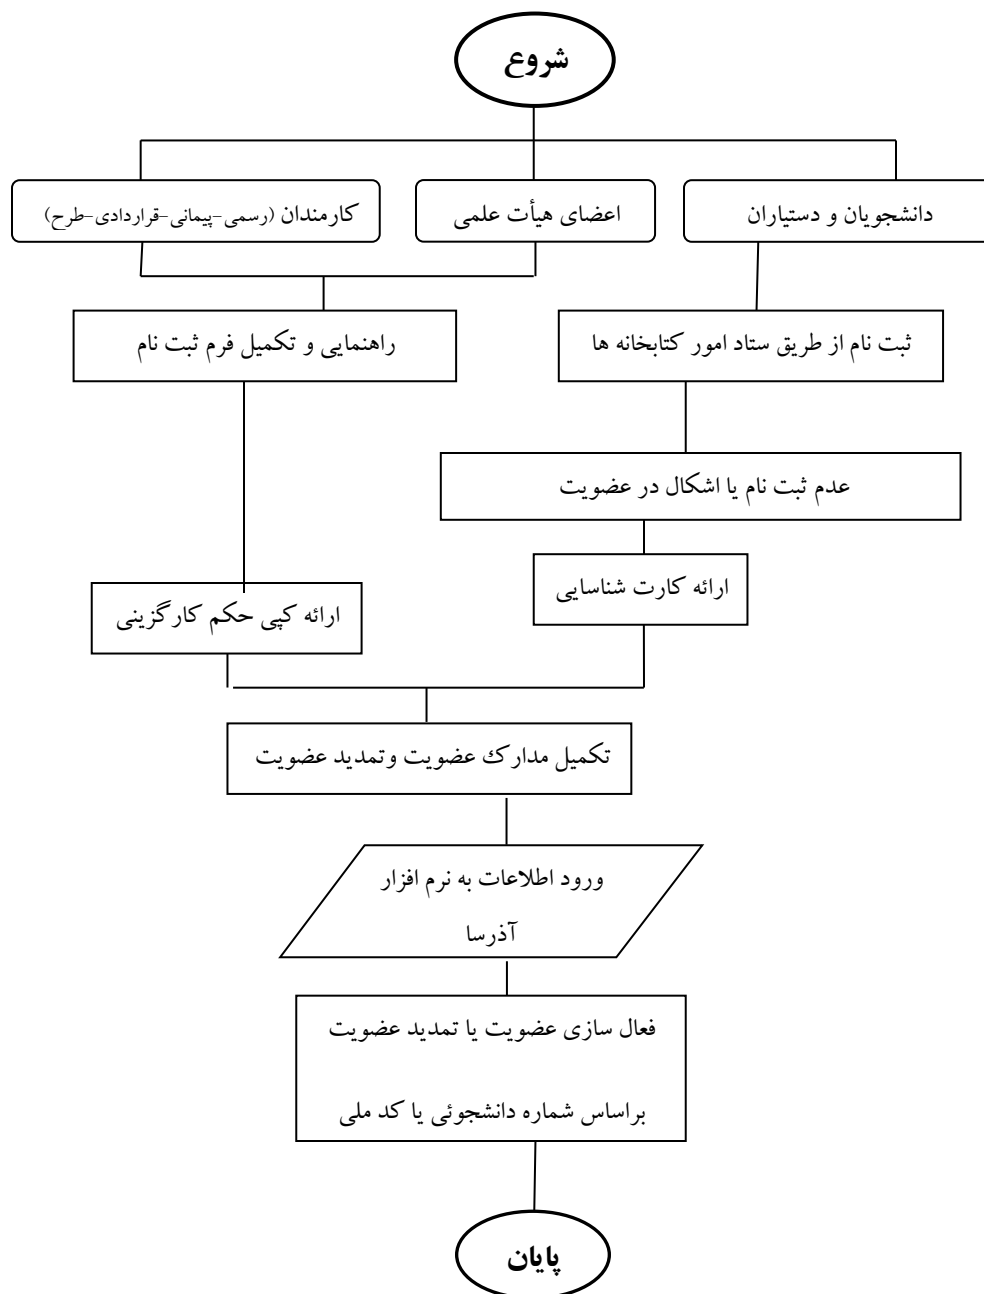 شروع
دانشجویان و دستیاران
اعضای هیأت علمی
کارمندان (رسمی-پیمانی-قراردادی-طرح)
ثبت نام از طریق ستاد امور کتابخانه ها
راهنمایی و تکمیل فرم ثبت نام
عدم ثبت نام یا اشکال در عضویت
ارائه کارت شناسایی
ارائه کپی حکم کارگزینی
تکمیل مدارک عضویت وتمدید عضویت
ورود اطلاعات به نرم افزار
آذرسا
فعال سازی عضویت یا تمدید عضویت
براساس شماره دانشجوئی یا کد ملی
پایان